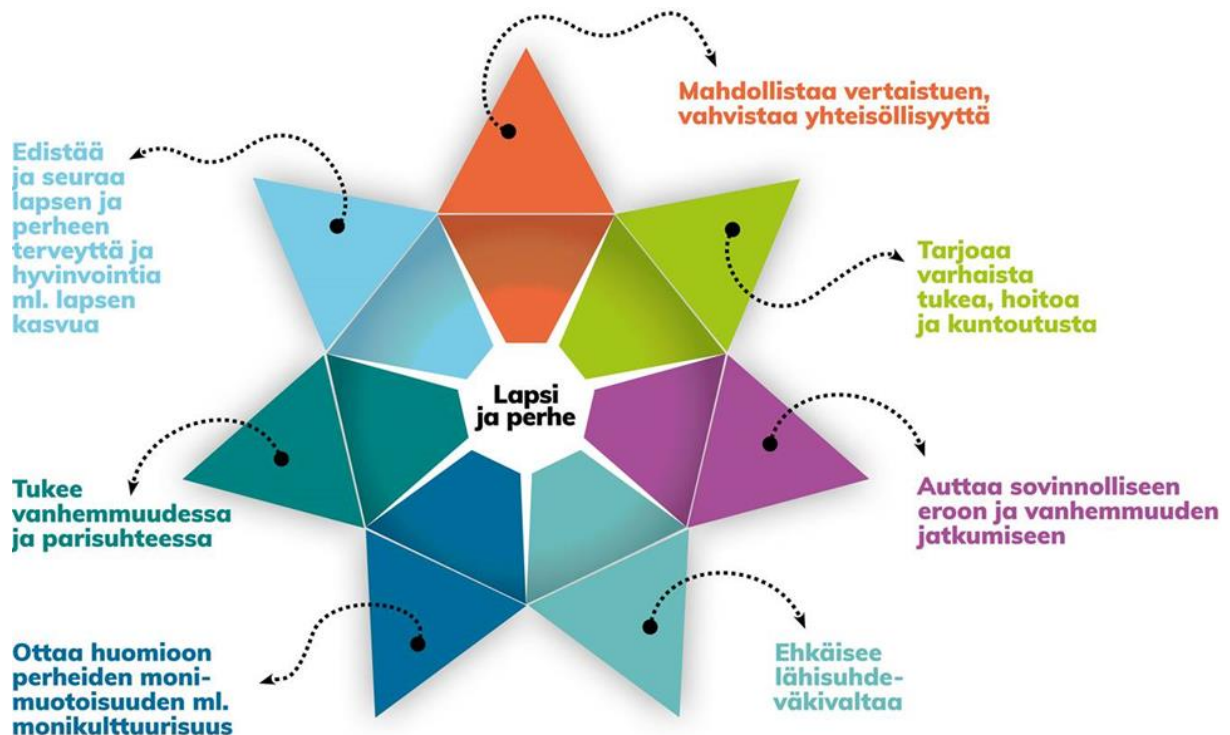 Mahdollistaa vertaistuen,
vahvistaa yhteisöllisyyttä
Edistää
ja seuraa
lapsen ja
perheen
terveyttä ja
hyvinvointia
ml. lapsen
kasvua
Tarjoaa
varhaista
tukea, hoitoa
ja kuntoutusta
Lapsi
ja perhe
Tukee
vanhemmuudessa
ja parisuhteessa
Auttaa sovinnolliseen
eroon ja vanhemmuuden
jatkumiseen
Ottaa huomioon
perheiden moni-
muotoisuuden ml.
monikulttuurisuus
Ehkäisee
lähisuhde-
väkivaltaa